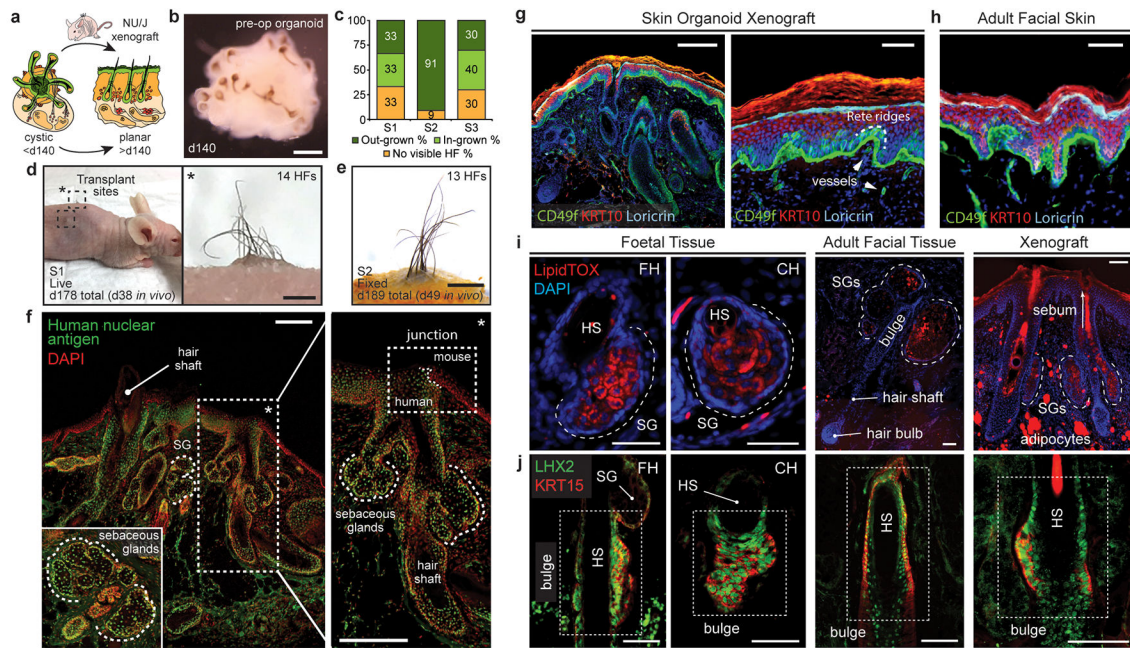 a
NU/J
xenograft
cystic
<d140
planar
>d140
b
pre-op organoid
d140
c
100
75
50
25
0
33
33
33
91
9
30
40
30
S1
S2
S3
Out-grown %
In-grown %
No visible HF %
d
*
Transplant
sites
S1
Live
d178 total (d38 in vivo)
*
14 HFs
e
13 HFs
S2
Fixed
d189 total (d49 in vivo)
f
Human nuclear
antigen
DAPI
hair
shaft
SG
*
sebaceous
glands
*
junction
mouse
human
sebaceous
glands
hair
shaft
g
Skin Organoid Xenograft
CD49f KRT10 Loricrin
Rete ridges
vessels
CD49f KRT10 Loricrin
h
Adult Facial Skin
CD49f KRT10 Loricrin
i
Foetal Tissue
Adult Facial Tissue
Xenograft
LipidTOX
DAPI
FH
HS
SG
CH
HS
SG
SGs
bulge
hair shaft
hair bulb
sebum
SGs
adipocytes
j
LHX2
KRT15
FH
SG
HS
bulge
CH
HS
bulge
HS
bulge
HS
bulge